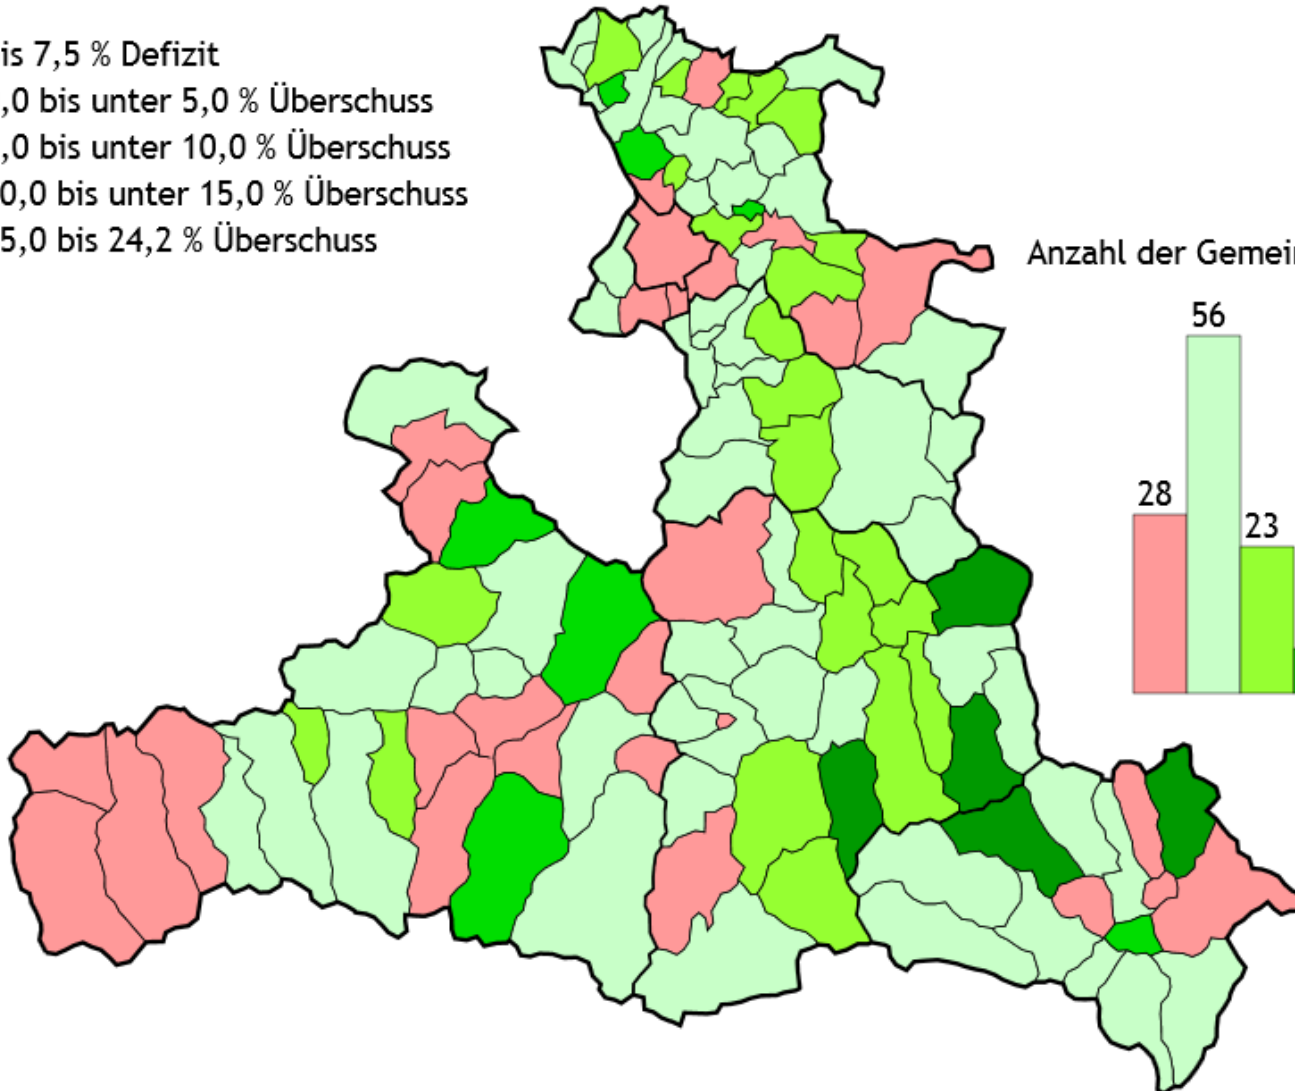 is 7,5 % Defizit
,0 bis unter 5,0 % Überschuss
,0 bis unter 10,0 % Überschuss
0,0 bis unter 15,0 % Überschuss
5,0 bis 24,2 % Überschuss
Anzahl der Gemei
56
28
23